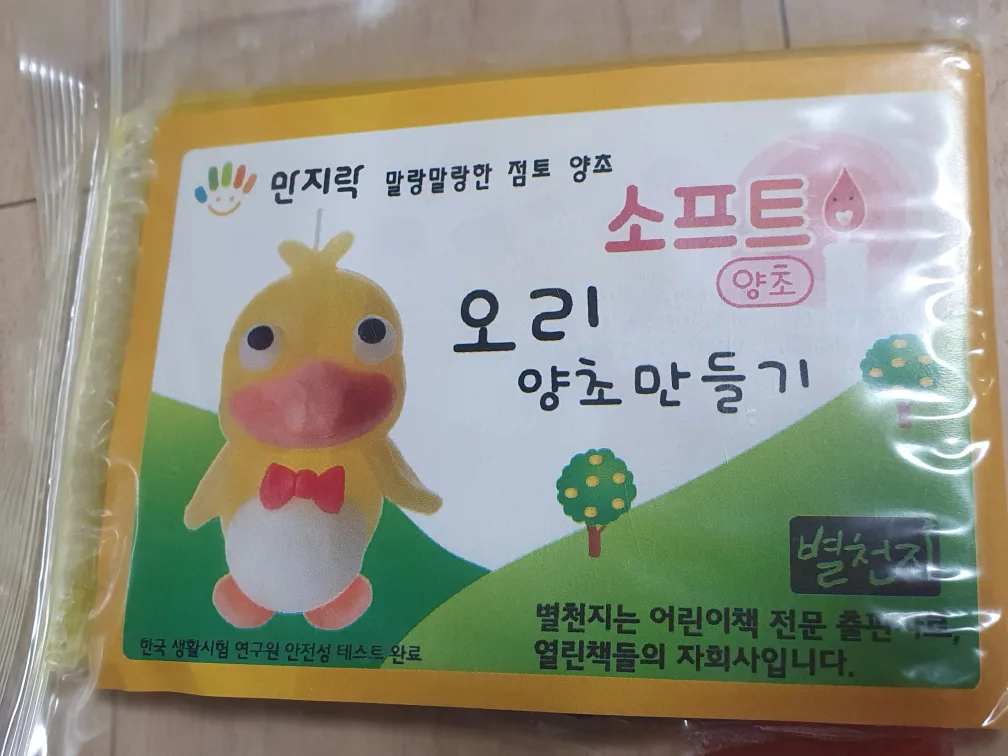 만지락 말랑말랑한 점토 양초
소프트
양초
오리
양초만들기
별천지
별천지는 어린이책 전문 출판사로,
열린책들의 자회사입니다.
한국 생활시험 연구원 안전성 테스트 완료